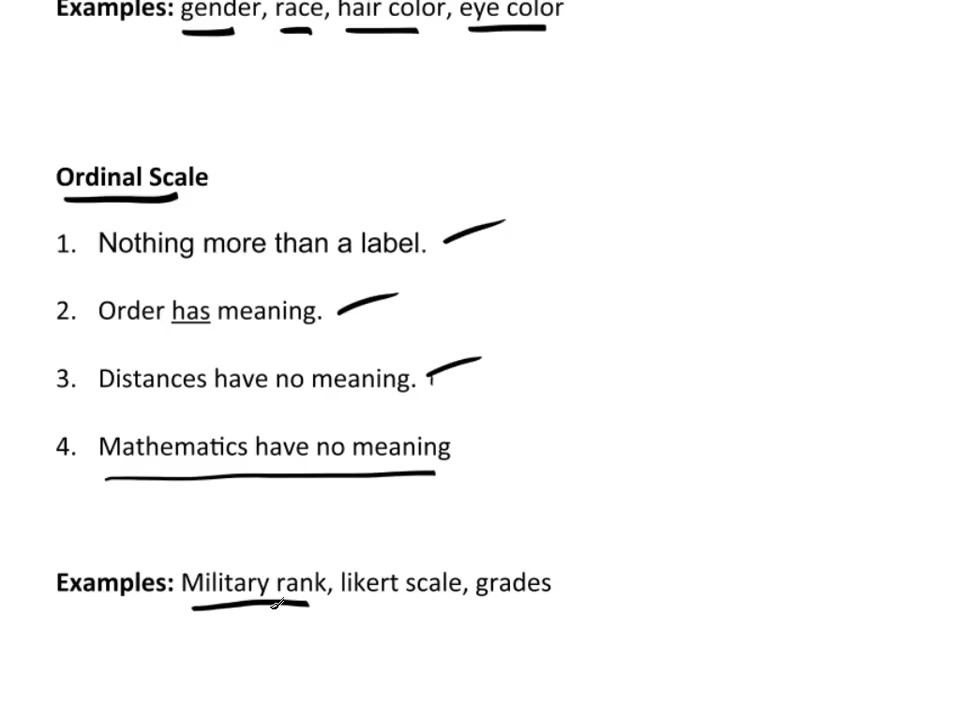 Examples: gender, race, hair color, eye color
Ordinal Scale
1. Nothing more than a label.
2. Order has meaning.
3. Distances have no meaning.
4. Mathematics have no meaning
Examples: Military rank, likert scale, grades